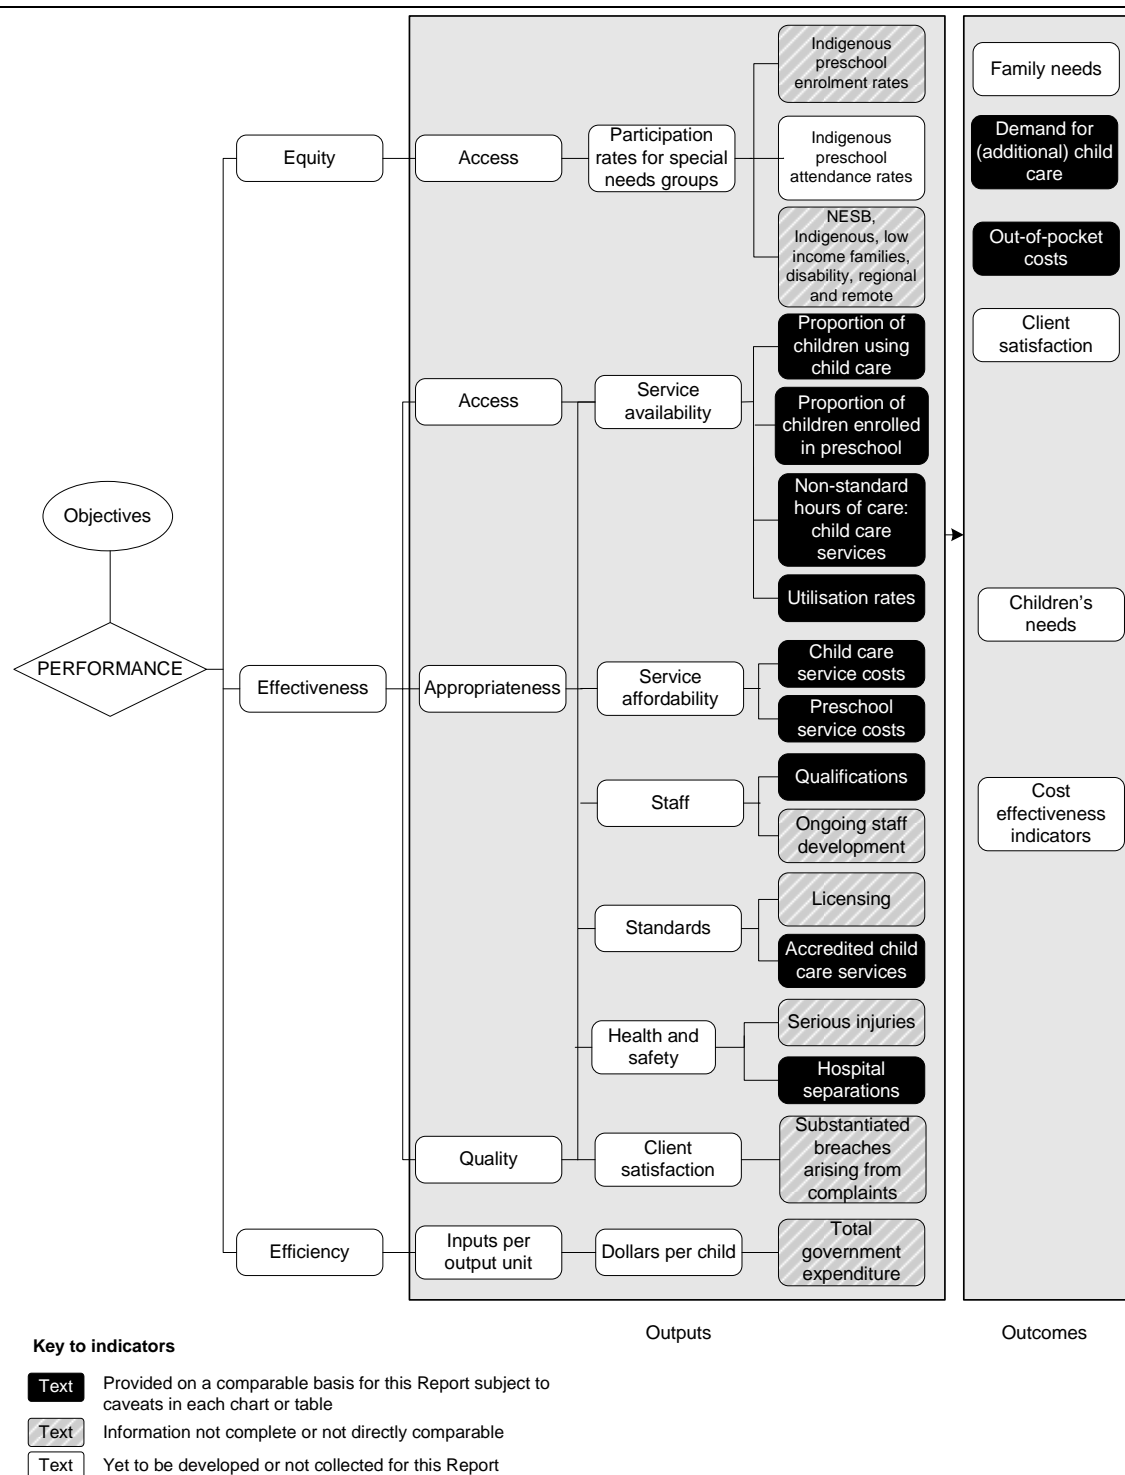 Indigenous
preschool
enrolment rates
Family needs
Equity
Access
Participation
rates for special
needs groups
Indigenous
preschool
attendance rates
Demand for
(additional) child
care
NESB,
Indigenous, low
income families,
disability, regional
and remote
Out-of-pocket
costs
Proportion of
children using
child care
Client
satisfaction
Access
Service
availability
Proportion of
children enrolled
in preschool
Objectives
Non-standard
hours of care:
child care
services
Utilisation rates
Children's
needs
PERFORMANCE
Effectiveness
Appropriateness
Service
affordability
Child care
service costs
Preschool
service costs
Staff
Qualifications
Ongoing staff
development
Cost
effectiveness
indicators
Standards
Licensing
Accredited child
care services
Health and
safety
Serious injuries
Hospital
separations
Quality
Client
satisfaction
Substantiated
breaches
arising from
complaints
Efficiency
Inputs per
output unit
Dollars per child
Total
government
expenditure
Outputs
Outcomes
Key to indicators
Text
Provided on a comparable basis for this Report subject to
caveats in each chart or table
Text
Information not complete or not directly comparable
Text
Yet to be developed or not collected for this Report